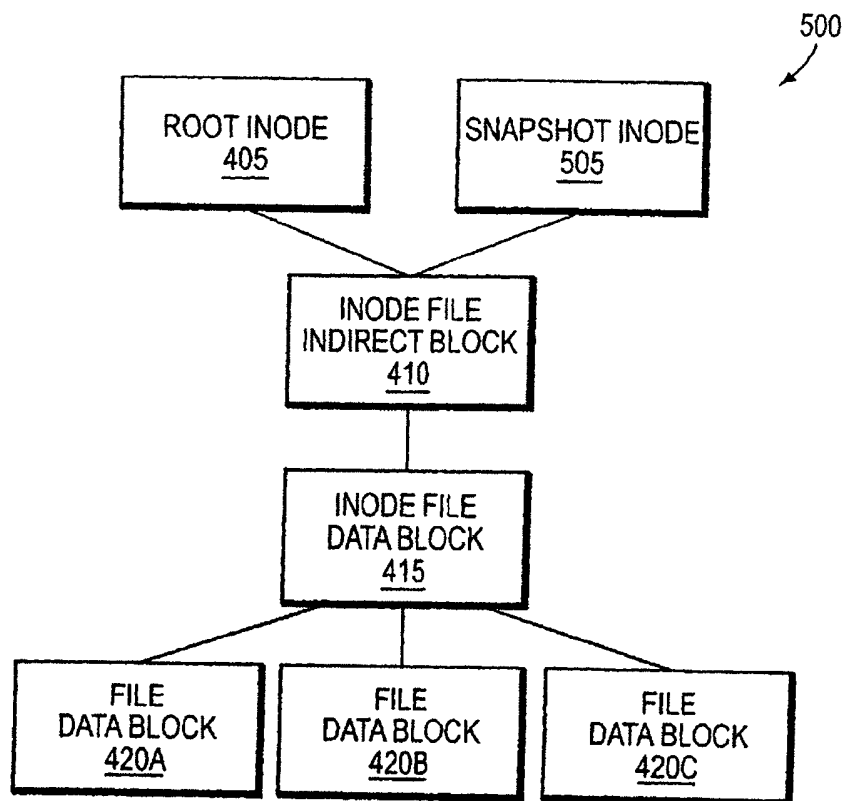 500
ROOT INODE
405
SNAPSHOT INODE
505
INODE FILE
INDIRECT BLOCK
410
INODE FILE
DATA BLOCK
415
FILE
DATA BLOCK
420A
FILE
DATA BLOCK
420B
FILE
DATA BLOCK
420C